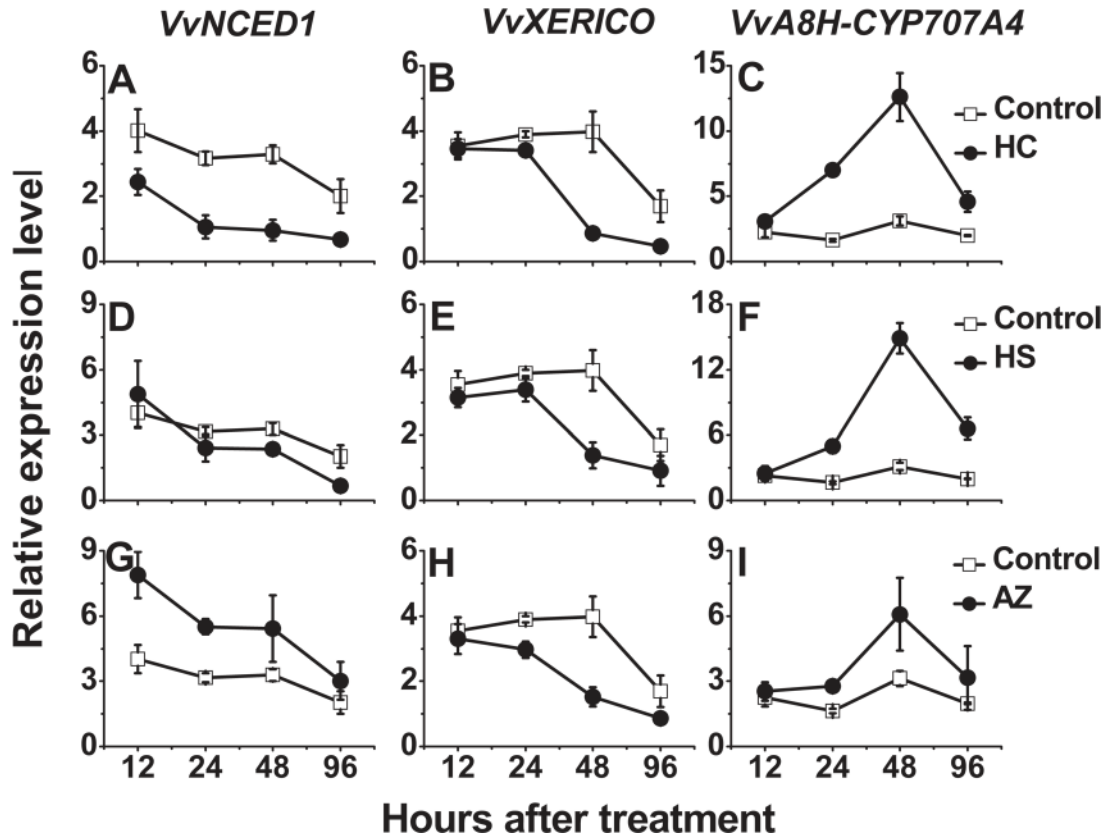 VvNCED1 VvXERICO VvA8H-CYP707A4
Relative expression level
A
6
4
2
0
B
6
4
2
0
C
15
10
5
0
Control
HC
D
9
6
3
0
E
6
4
2
0
F
18
12
6
0
Control
HS
G
9
6
3
0
H
6
4
2
0
I
9
6
3
0
Control
AZ
12 24 48 96 12 24 48 96 12 24 48 96
Hours after treatment